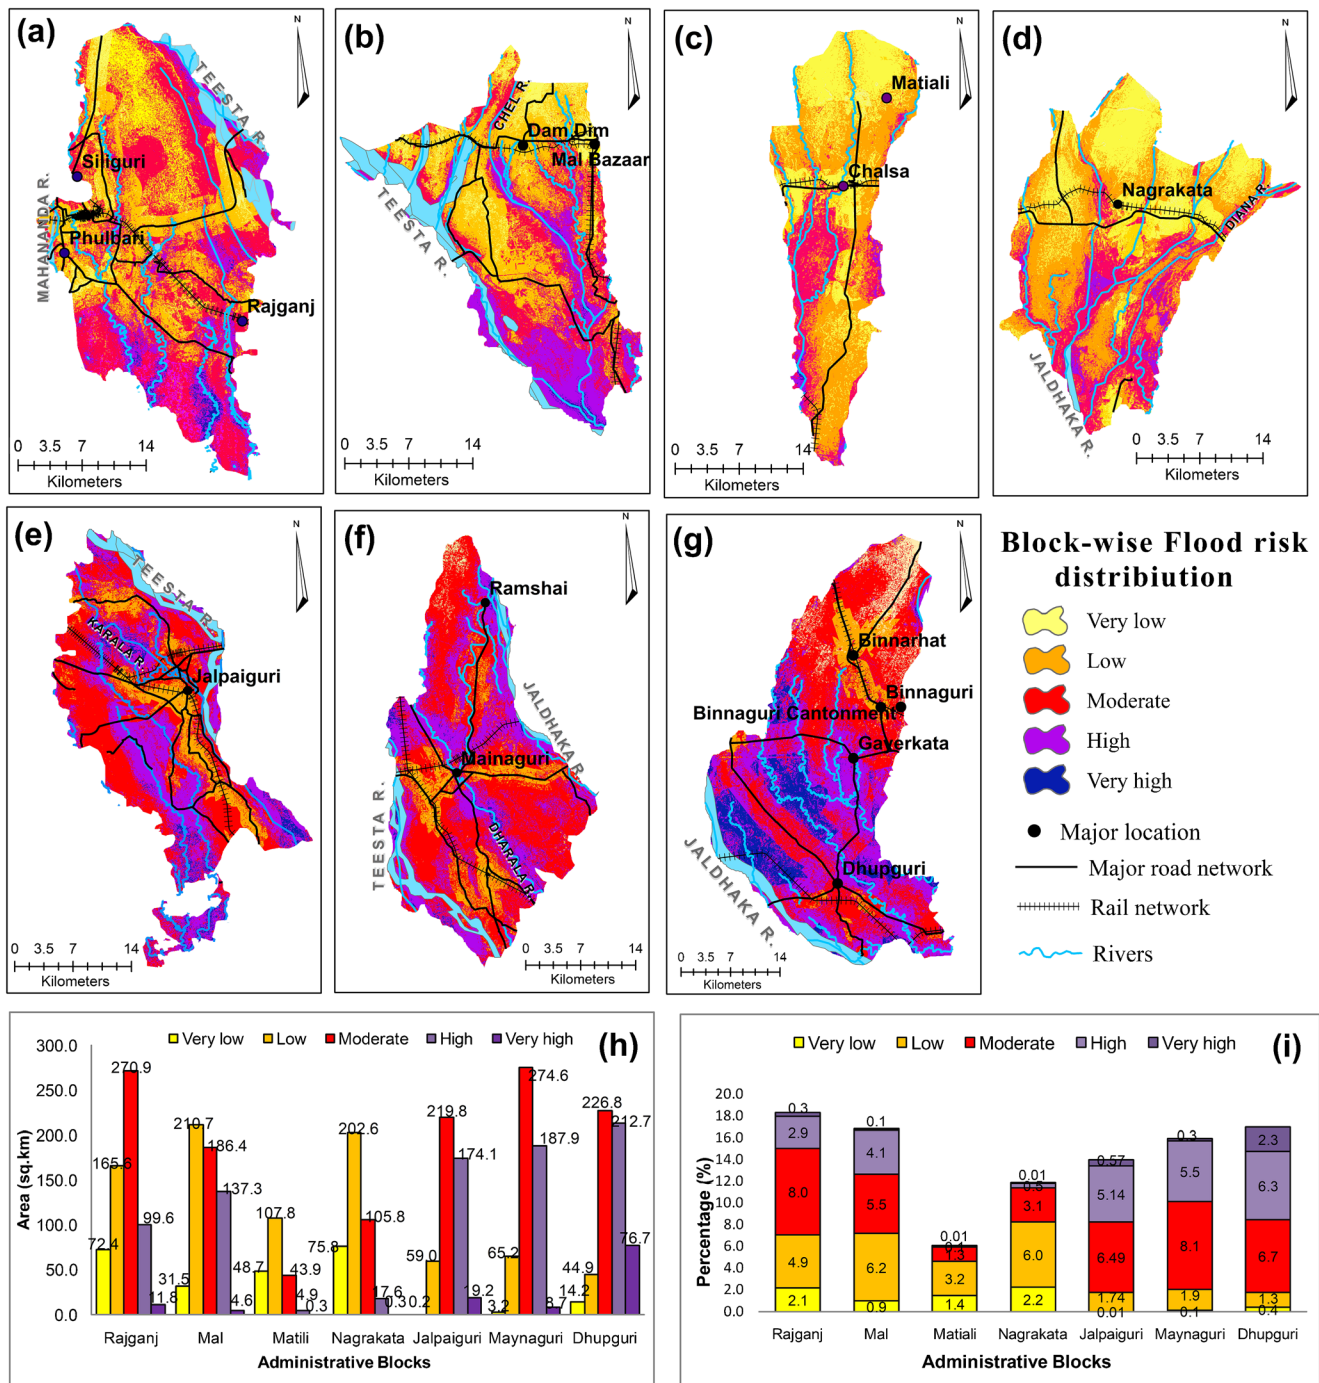 (a)
N
TEESTA R.
Siliguri
MAHANANDA R.
Phulbari
Rajganj
0 3.5 7 14
Kilometers
(b)
N
CHEL R.
Dam Dim
Mal Bazaar
TEESTA R.
0 3.5 7 14
Kilometers
(c)
N
Matiali
Chalsa
0 3.5 7 14
Kilometers
(d)
N
Nagrakata
DIANA R.
JALDHAKA R.
0 3.5 7 14
Kilometers
(e)
N
TEESTA R.
KARALA R.
Jalpaiguri
0 3.5 7 14
Kilometers
(f)
N
Ramshai
JALDHAKA R.
Mainaguri
TEESTA R.
DHARALA R.
0 3.5 7 14
Kilometers
(g)
N
Binnarhat
Binnaguri
Binnaguri Cantonment
Gayerkata
Dhupguri
JALDHAKA R.
0 3.5 7 14
Kilometers
Block-wise Flood risk
distribiution
Very low
Low
Moderate
High
Very high
Major location
Major road network
Rail network
Rivers
(h)
Very low Low Moderate High Very high
Area (sq.km)
300.0
250.0
200.0
150.0
100.0
50.0
0.0
72.4 165.6 270.9 99.6 11.8
31.5 210.7 186.4 137.3 4.6
48.7 107.8 43.9 4.9 0.3
75.8 202.6 105.8 17.6 0.3
0.2 59.0 219.8 174.1 19.2
3.2 65.2 274.6 187.9 8.7
14.2 44.9 226.8 212.7 76.7
Rajganj Mal Matili Nagrakata Jalpaiguri Maynaguri Dhupguri
Administrative Blocks
(i)
Very low Low Moderate High Very high
Percentage (%)
20.0
18.0
16.0
14.0
12.0
10.0
8.0
6.0
4.0
2.0
0.0
0.3 2.9 8.0 4.9 2.1
0.1 4.1 5.5 6.2 0.9
0.01 0.1 1.3 3.2 1.4
0.01 0.5 3.1 6.0 2.2
0.57 5.14 6.49 1.74 0.01
0.3 5.5 8.1 1.9 0.1
2.3 6.3 6.7 1.3 0.4
Rajganj Mal Matiali Nagrakata Jalpaiguri Maynaguri Dhupguri
Administrative Blocks